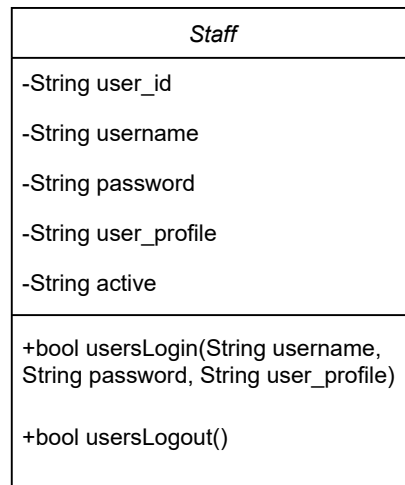 Staff
-String user_id
-String username
-String password
-String user_profile
-String active
+bool usersLogin(String username,
String password, String user_profile)
+bool usersLogout()